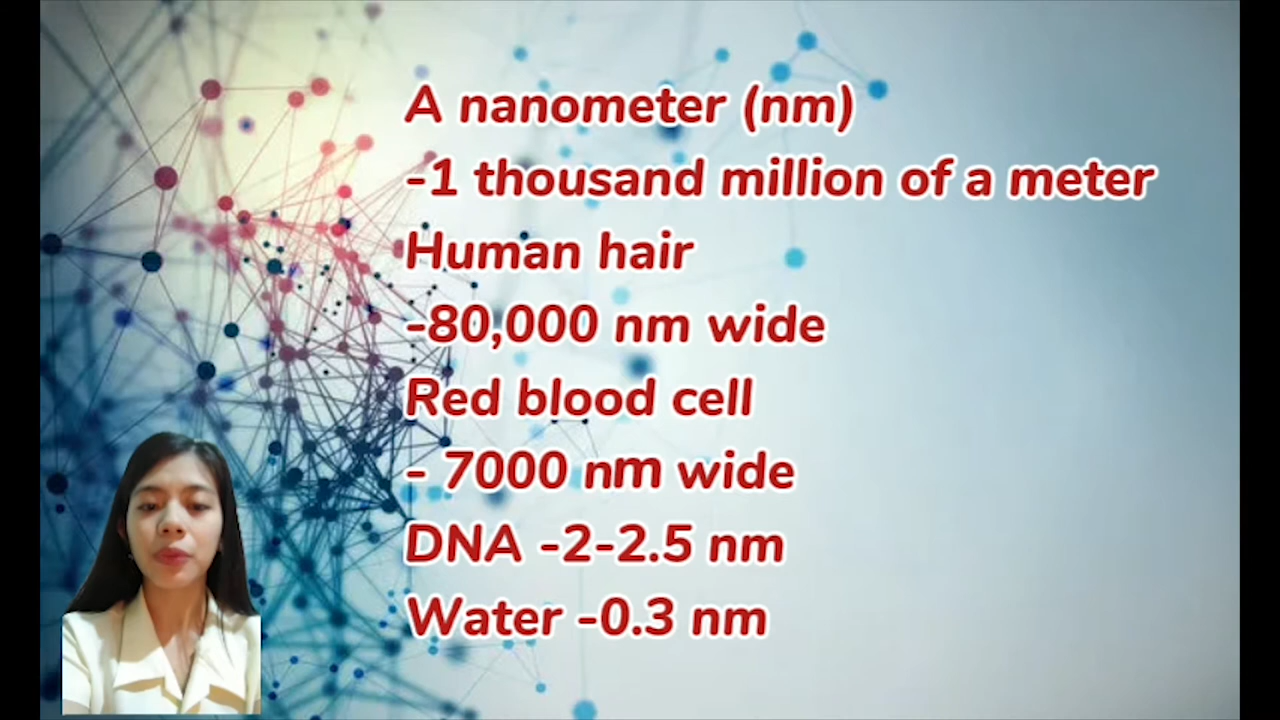 A nanometer (nm)
-1 thousand million of a meter
Human hair
-80,000 nm wide
Red blood cell
- 7000 nm wide
DNA -2-2.5 nm
Water -0.3 nm